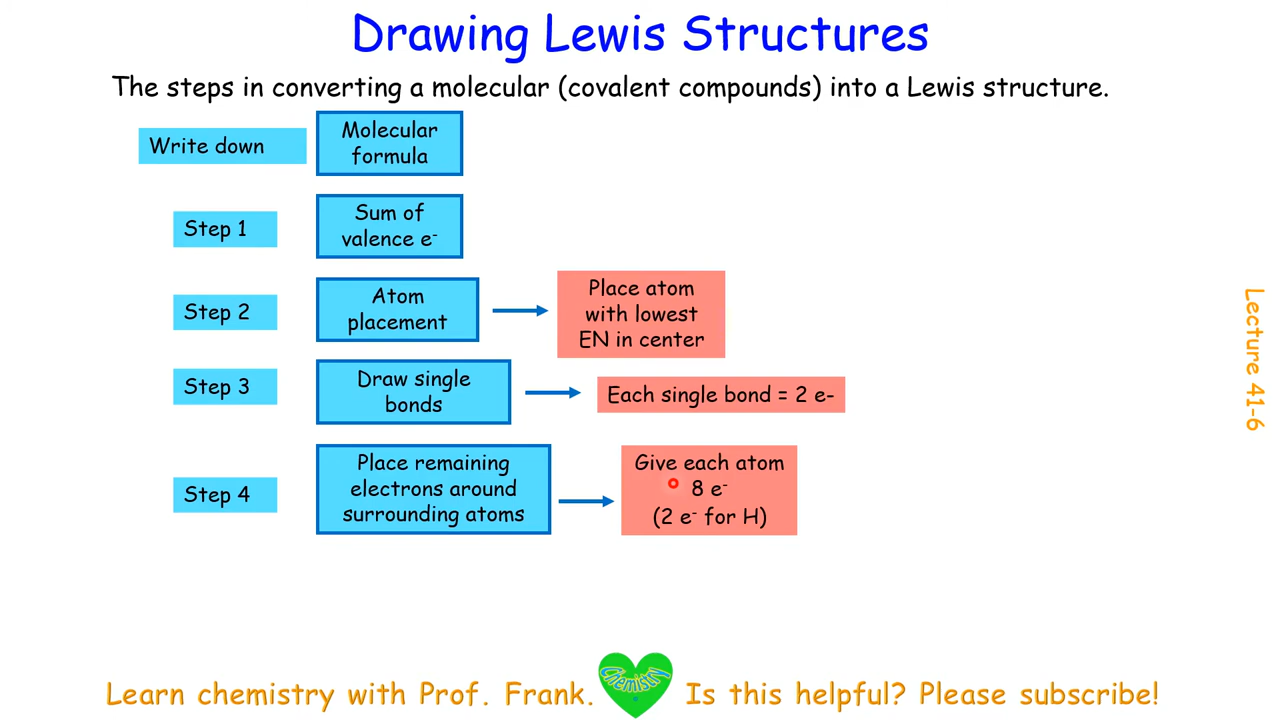 Drawing Lewis Structures
The steps in converting a molecular (covalent compounds) into a Lewis structure.
Write down
Molecular
formula
Step 1
Sum of
valence e⁻
Step 2
Atom
placement
Place atom
with lowest
EN in center
Step 3
Draw single
bonds
Each single bond = 2 e-
Step 4
Place remaining
electrons around
surrounding atoms
Give each atom
8 e⁻
(2 e⁻ for H)
Lecture 41-6
Learn chemistry with Prof. Frank.
Chemistry
Is this helpful? Please subscribe!